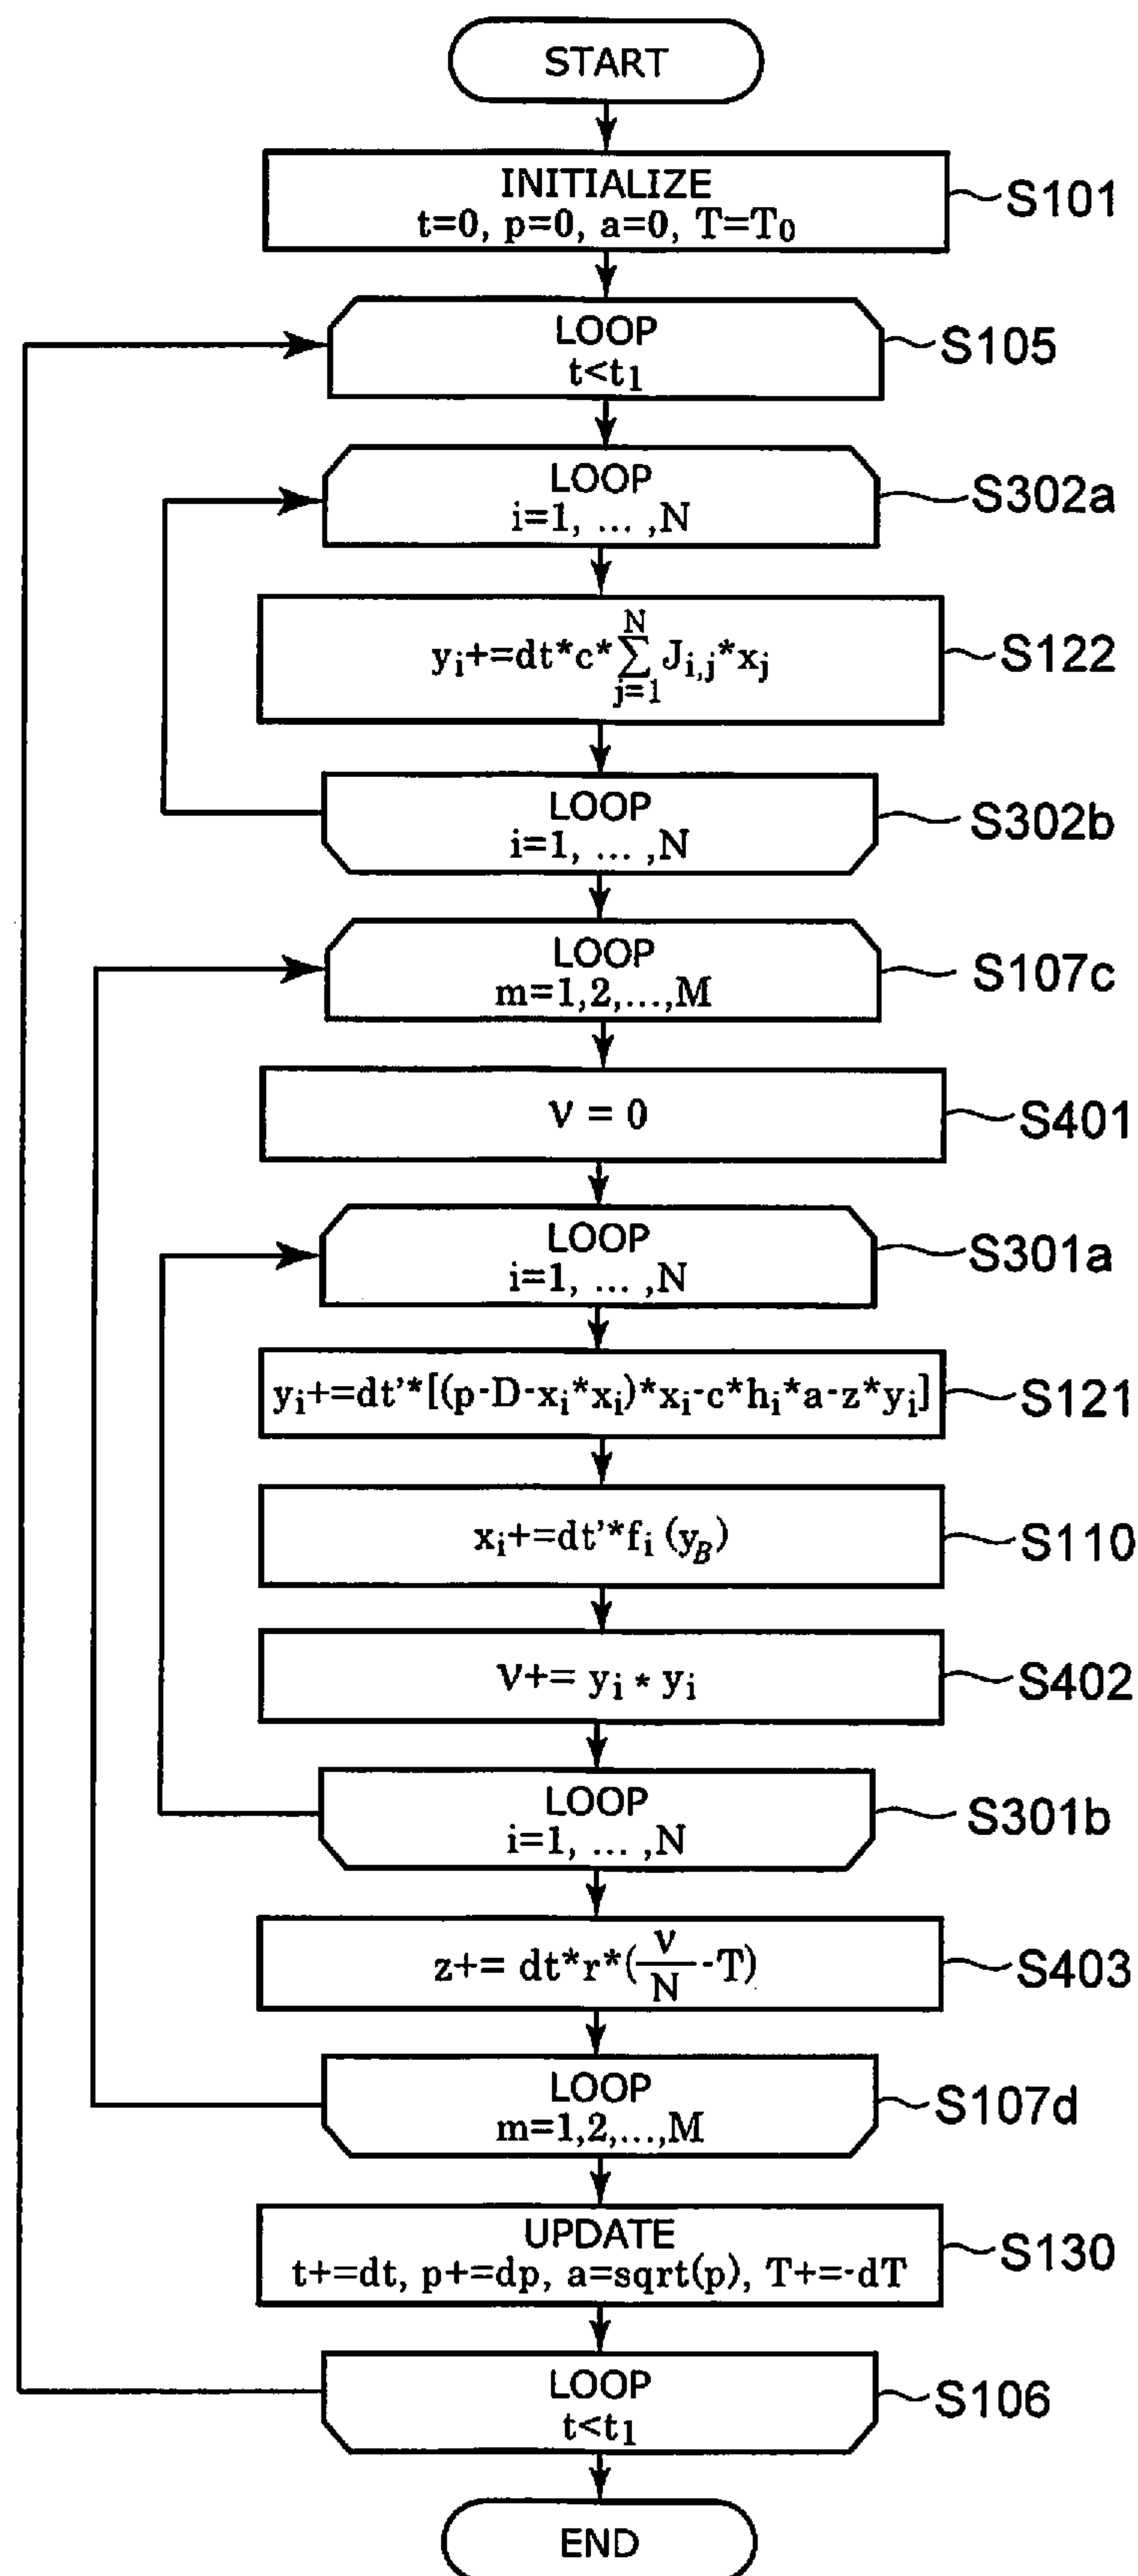 START
INITIALIZE
t=0, p=0, a=0, T=T₀
S101
LOOP
t<t₁
S105
LOOP
i=1, ... ,N
S302a
yᵢ+=dt*c*∑_{j=1}^{N} J_{i,j}*x_j
S122
LOOP
i=1, ... ,N
S302b
LOOP
m=1,2,...,M
S107c
ν = 0
S401
LOOP
i=1, ... ,N
S301a
yᵢ+=dt'*[(p-D-xᵢ*xᵢ)*xᵢ-c*hᵢ*a-z*yᵢ]
S121
xᵢ+=dt'*fᵢ (y_B)
S110
ν+= yᵢ * yᵢ
S402
LOOP
i=1, ... ,N
S301b
z+= dt*r*(ν/N -T)
S403
LOOP
m=1,2,...,M
S107d
UPDATE
t+=dt, p+=dp, a=sqrt(p), T+=-dT
S130
LOOP
t<t₁
S106
END